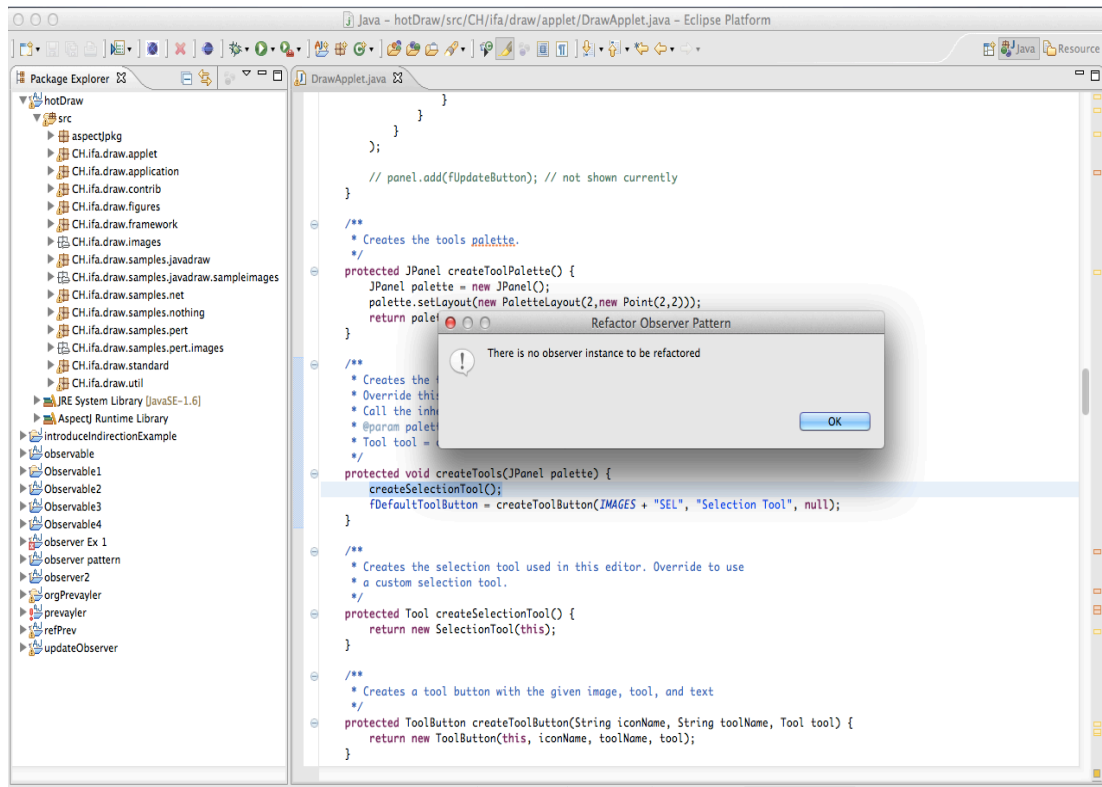 Java - hotDraw/src/CH/ifa/draw/applet/DrawApplet.java - Eclipse Platform
Java
Resource
Package Explorer
hotDraw
src
aspectJpkg
CH.ifa.draw.applet
CH.ifa.draw.application
CH.ifa.draw.contrib
CH.ifa.draw.figures
CH.ifa.draw.framework
CH.ifa.draw.images
CH.ifa.draw.samples.javadraw
CH.ifa.draw.samples.javadraw.sampleimages
CH.ifa.draw.samples.net
CH.ifa.draw.samples.nothing
CH.ifa.draw.samples.pert
CH.ifa.draw.samples.pert.images
CH.ifa.draw.standard
CH.ifa.draw.util
JRE System Library [JavaSE-1.6]
AspectJ Runtime Library
introduceIndirectionExample
observable
Observable1
Observable2
Observable3
Observable4
observer Ex 1
observer pattern
observer2
orgPrevayler
prevayler
refPrev
updateObserver
DrawApplet.java
}
}
}
);
// panel.add(fUpdateButton); // not shown currently
}
/**
* Creates the tools palette.
*/
protected JPanel createToolPalette() {
JPanel palette = new JPanel();
palette.setLayout(new PaletteLayout(2,new Point(2,2)));
return palet
}
/**
* Creates the t
* Override this
* Call the inhe
* @param palett
* Tool tool = c
*/
protected void createTools(JPanel palette) {
createSelectionTool();
fDefaultToolButton = createToolButton(IMAGES + "SEL", "Selection Tool", null);
}
/**
* Creates the selection tool used in this editor. Override to use
* a custom selection tool.
*/
protected Tool createSelectionTool() {
return new SelectionTool(this);
}
/**
* Creates a tool button with the given image, tool, and text
*/
protected ToolButton createToolButton(String iconName, String toolName, Tool tool) {
return new ToolButton(this, iconName, toolName, tool);
}
Refactor Observer Pattern
There is no observer instance to be refactored
OK